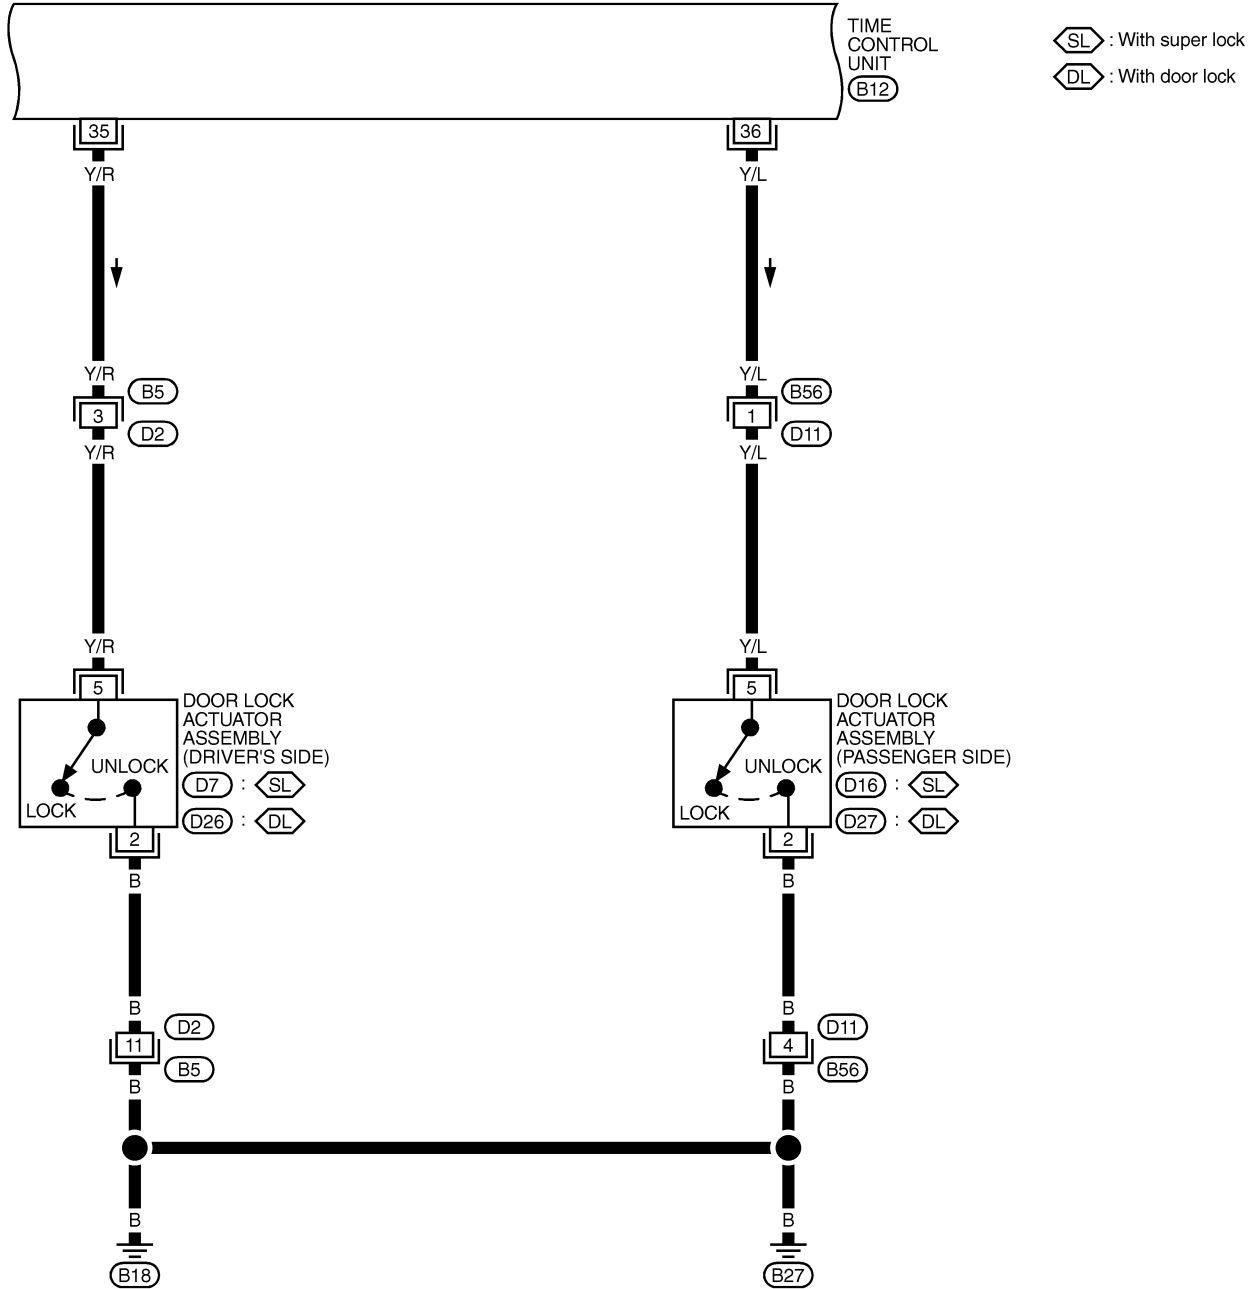 TIME
CONTROL
UNIT
B12
SL : With super lock
DL : With door lock
35
36
Y/R
Y/L
Y/R
Y/L
B5
B56
3
1
D2
D11
Y/R
Y/L
Y/R
Y/L
5
5
DOOR LOCK
ACTUATOR
ASSEMBLY
(DRIVER'S SIDE)
D7 : SL
D26 : DL
UNLOCK
LOCK
DOOR LOCK
ACTUATOR
ASSEMBLY
(PASSENGER SIDE)
D16 : SL
D27 : DL
UNLOCK
LOCK
2
2
B
B
B
B
D2
D11
11
4
B5
B56
B
B
B
B
B18
B27